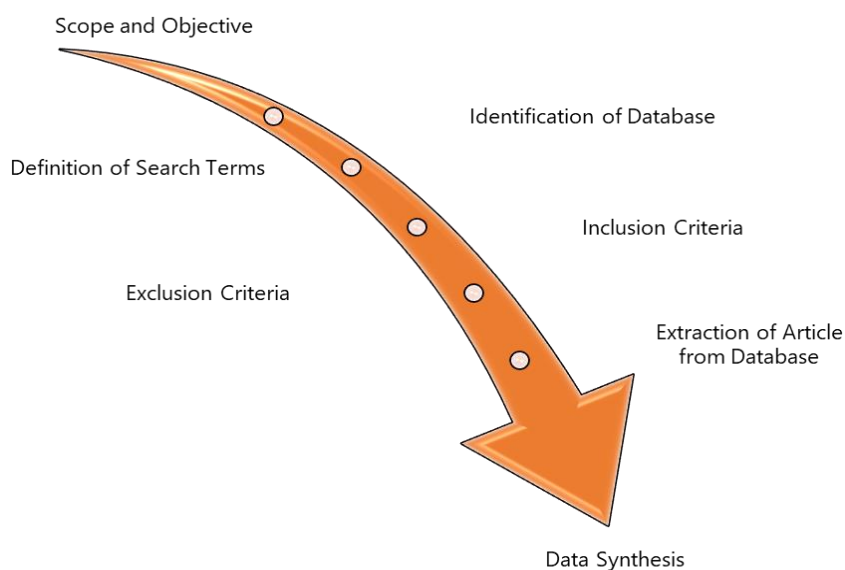 Scope and Objective
Identification of Database
Definition of Search Terms
Inclusion Criteria
Exclusion Criteria
Extraction of Article
from Database
Data Synthesis